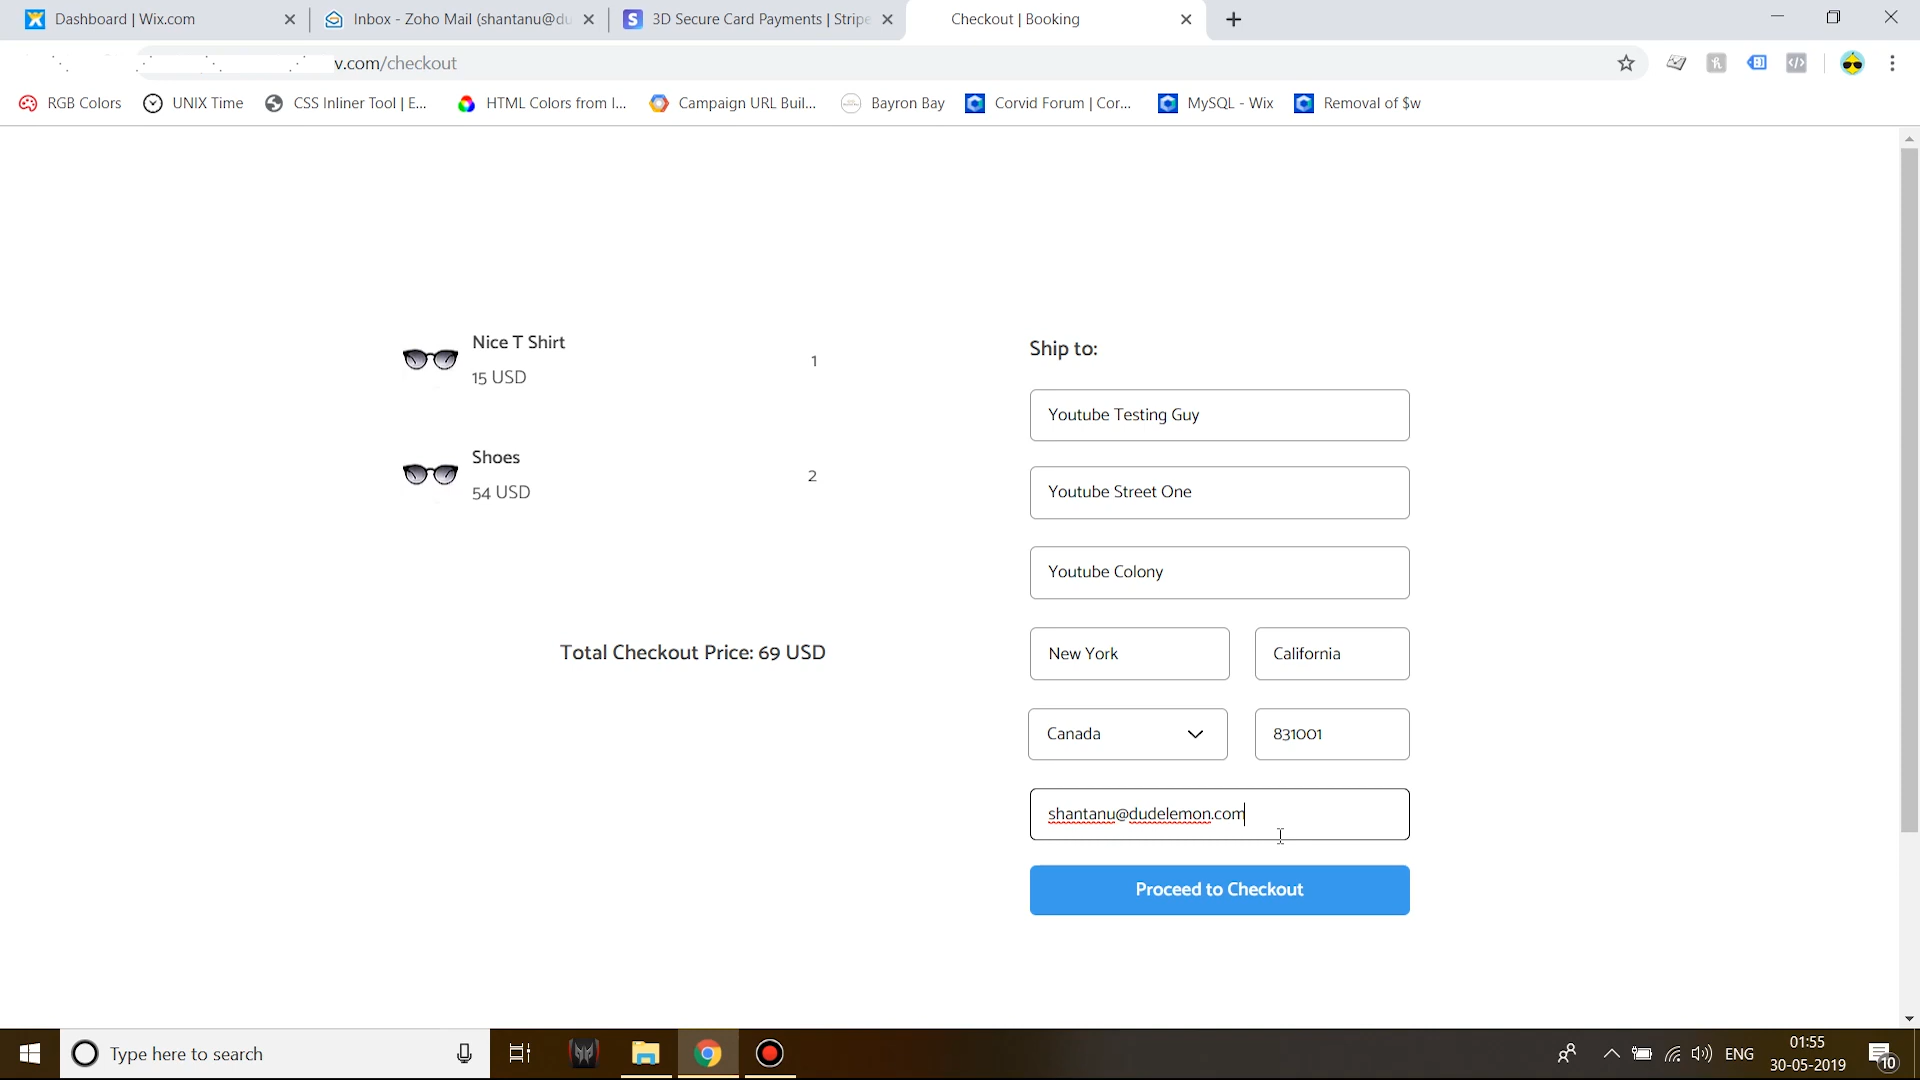 Dashboard | Wix.com
Inbox - Zoho Mail (shantanu@du
3D Secure Card Payments | Stripe
Checkout | Booking
v.com/checkout
RGB Colors
UNIX Time
CSS Inliner Tool | E...
HTML Colors from I...
Campaign URL Buil...
Bayron Bay
Corvid Forum | Cor...
MySQL - Wix
Removal of $w
Nice T Shirt
15 USD
1
Shoes
54 USD
2
Total Checkout Price: 69 USD
Ship to:
Youtube Testing Guy
Youtube Street One
Youtube Colony
New York
California
Canada
831001
shantanu@dudelemon.com
Proceed to Checkout
Type here to search
ENG
01:55
30-05-2019
10